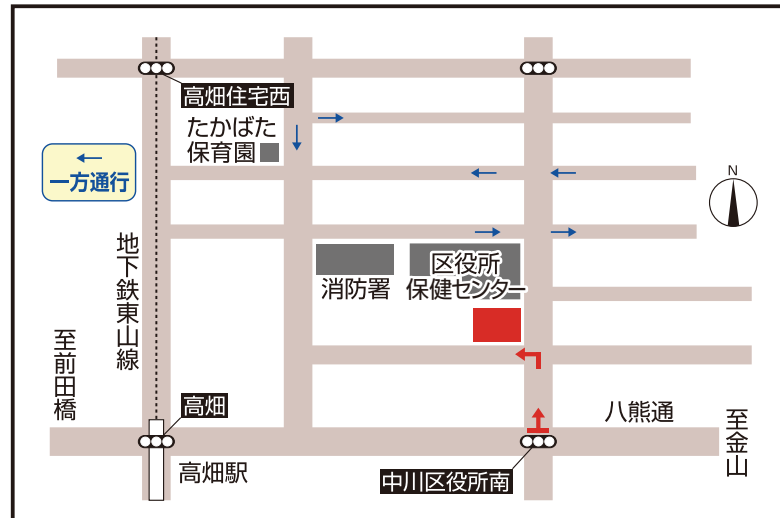 高畑住宅西
たかばた
保育園
←
一方通行
N
地下鉄東山線
消防署
区役所
保健センター
至前田橋
高畑
八熊通
至金山
高畑駅
中川区役所南